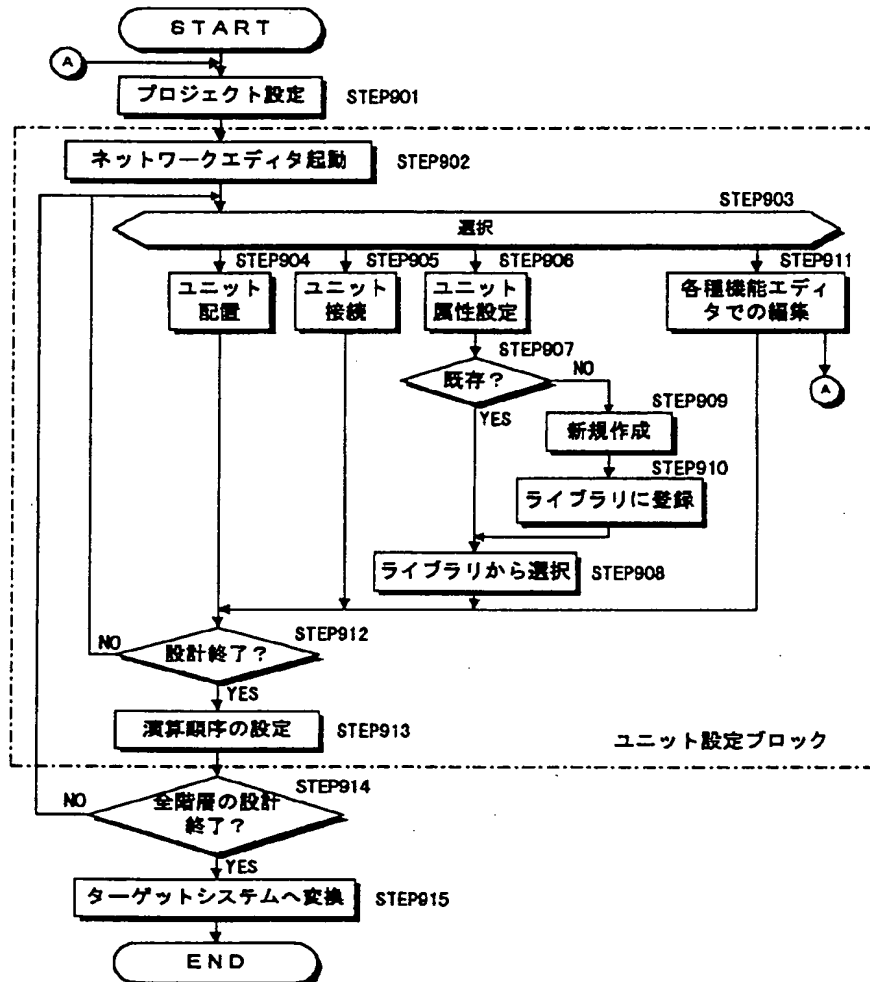 START
A
プロジェクト設定 STEP901
ネットワークエディタ起動 STEP902
STEP903
選択
STEP904 STEP905 STEP906 STEP911
ユニット
配置
ユニット
接続
ユニット
属性設定
各種機能エディ
タでの編集
STEP907
既存？
NO
YES
A
STEP909
新規作成
STEP910
ライブラリに登録
ライブラリから選択 STEP908
STEP912
NO
設計終了？
YES
演算順序の設定 STEP913
ユニット設定ブロック
STEP914
NO
全階層の設計
終了？
YES
ターゲットシステムへ変換 STEP915
END